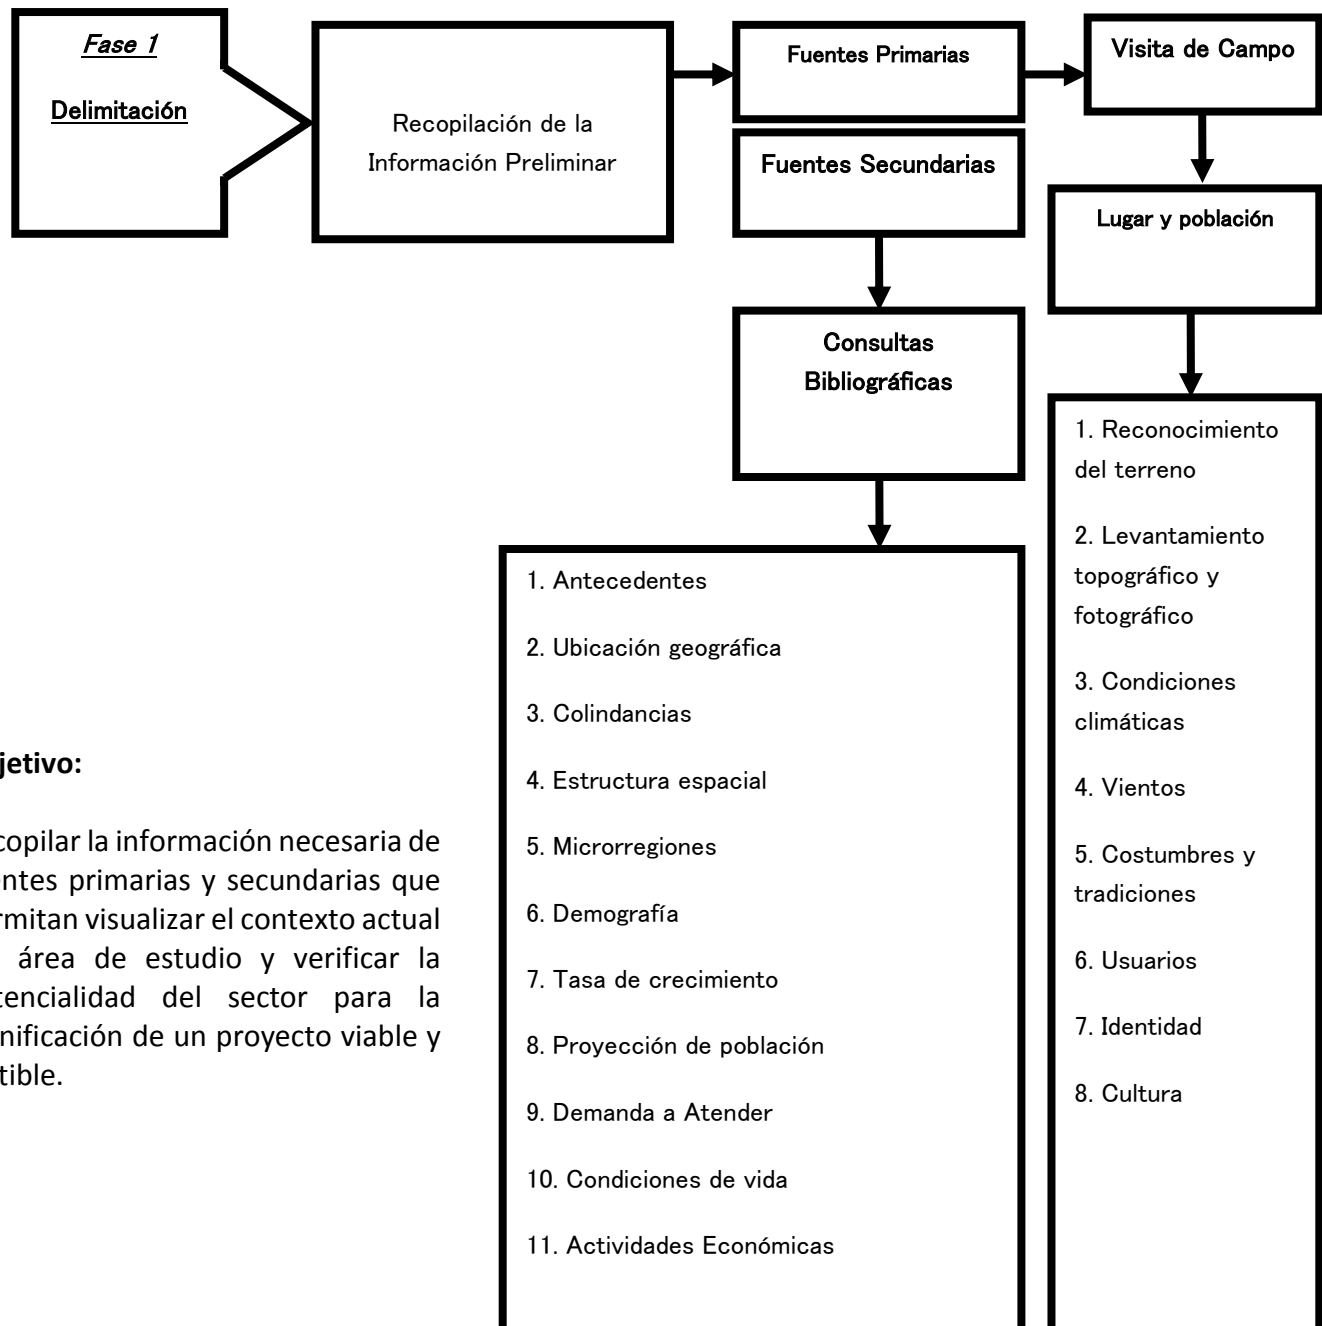 Fase 1
Delimitación
Recopilación de la
Información Preliminar
Fuentes Primarias
Fuentes Secundarias
Visita de Campo
Lugar y población
Consultas
Bibliográficas
1. Reconocimiento
del terreno
2. Levantamiento
topográfico y
fotográfico
3. Condiciones
climáticas
4. Vientos
5. Costumbres y
tradiciones
6. Usuarios
7. Identidad
8. Cultura
1. Antecedentes
2. Ubicación geográfica
3. Colindancias
4. Estructura espacial
5. Microrregiones
6. Demografía
7. Tasa de crecimiento
8. Proyección de población
9. Demanda a Atender
10. Condiciones de vida
11. Actividades Económicas
jetivo:
copilar la información necesaria de
entes primarias y secundarias que
rmitan visualizar el contexto actual
área de estudio y verificar la
tencialidad del sector para la
nificación de un proyecto viable y
tible.